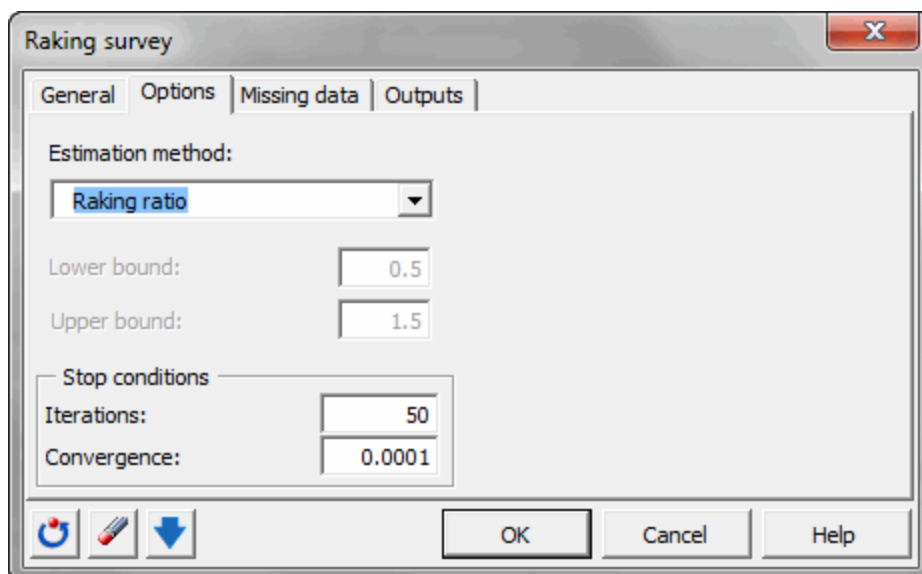 Raking survey
General Options Missing data Outputs
Estimation method:
Raking ratio
Lower bound: 0.5
Upper bound: 1.5
Stop conditions
Iterations: 50
Convergence: 0.0001
OK Cancel Help